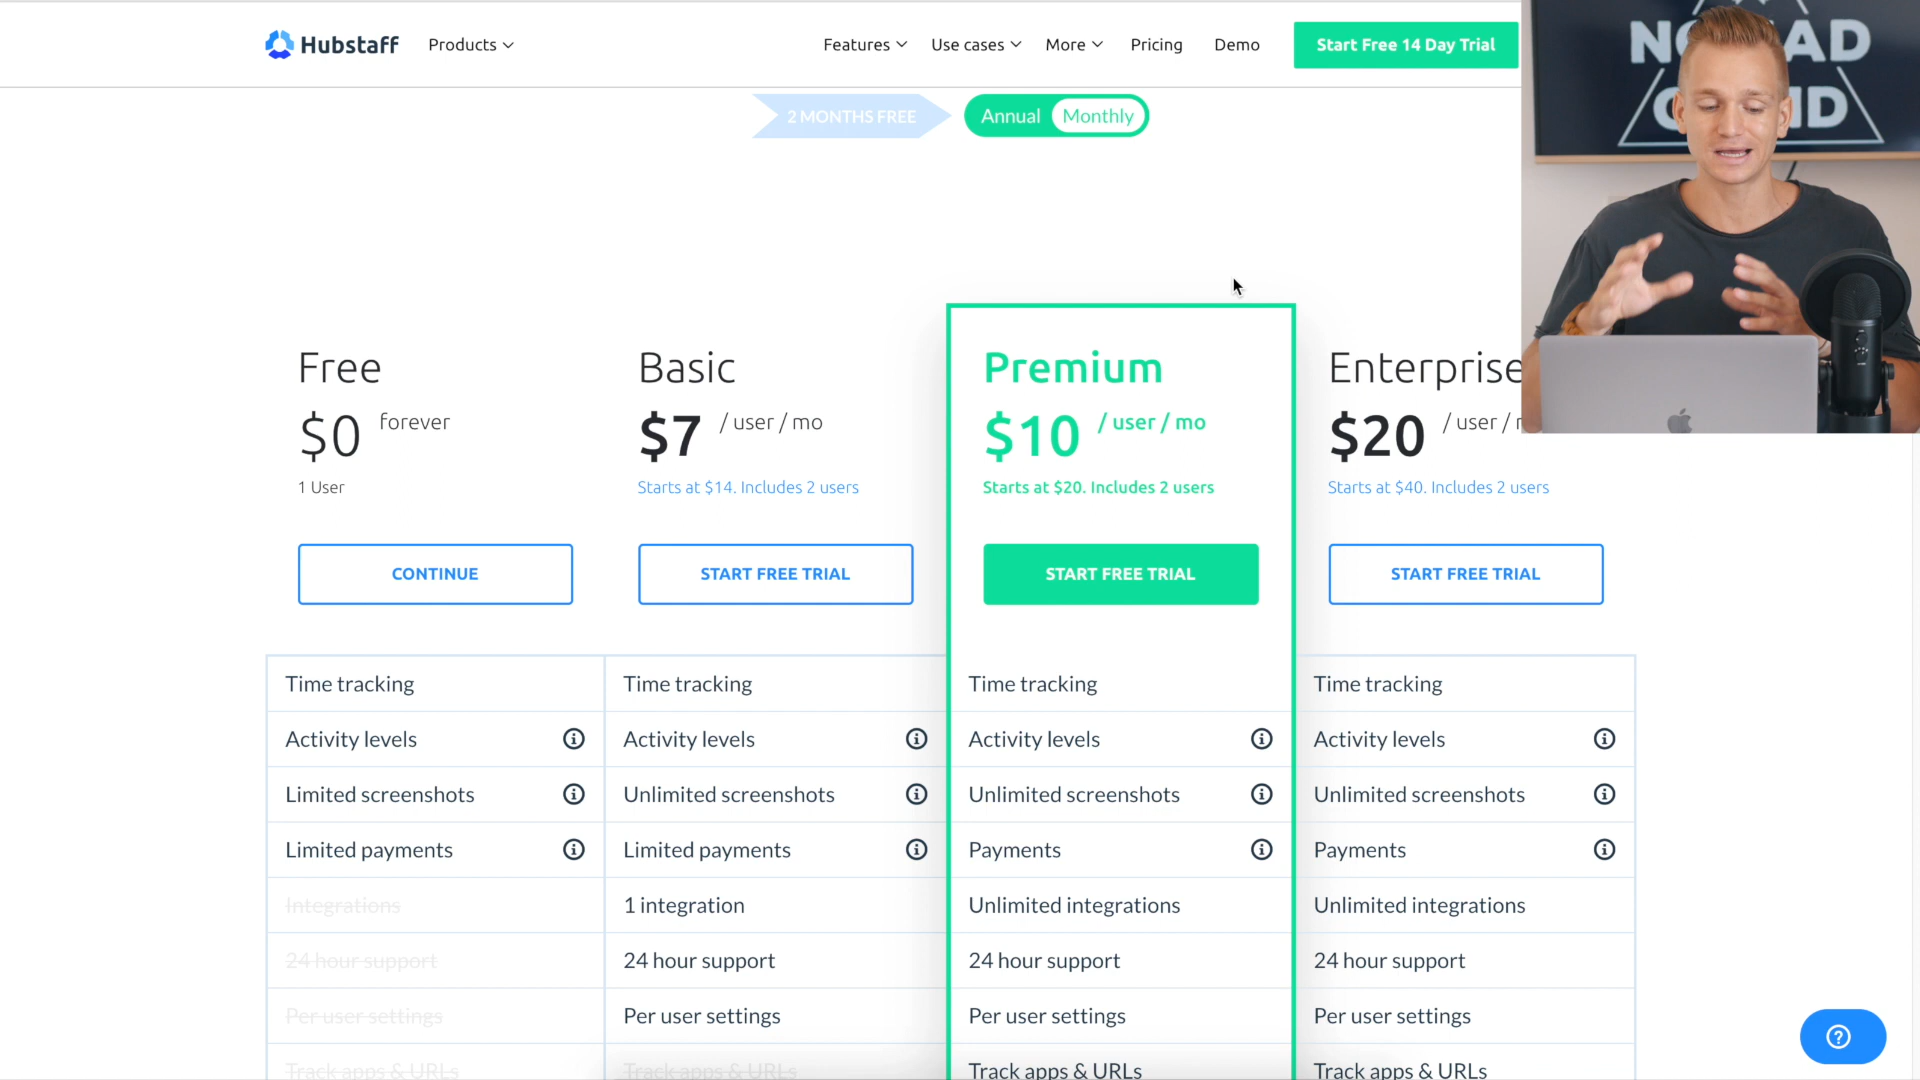 Hubstaff Products Features Use cases More Pricing Demo Start Free 14 Day Trial
2 MONTHS FREE Annual Monthly
Free Basic Premium Enterprise
$0 forever $7 / user / mo $10 / user / mo $20 / user /
1 User Starts at $14. Includes 2 users Starts at $20. Includes 2 users Starts at $40. Includes 2 users
CONTINUE START FREE TRIAL START FREE TRIAL START FREE TRIAL
Time tracking Time tracking Time tracking Time tracking
Activity levels Activity levels Activity levels Activity levels
Limited screenshots Unlimited screenshots Unlimited screenshots Unlimited screenshots
Limited payments Limited payments Payments Payments
Integrations 1 integration Unlimited integrations Unlimited integrations
24 hour support 24 hour support 24 hour support 24 hour support
Per user settings Per user settings Per user settings Per user settings
Track apps & URLs Track apps & URLs Track apps & URLs Track apps & URLs